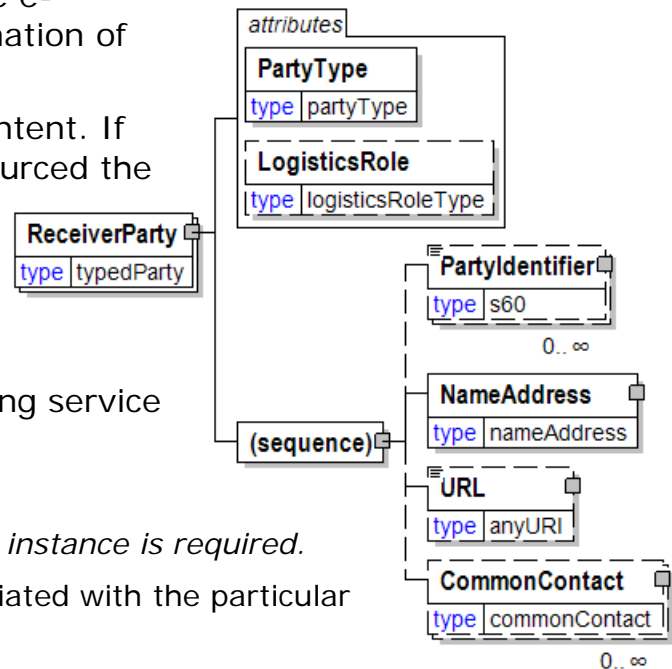 e-
nation of
ntent. If
urced the
ng service
instance is required.
iated with the particular
attributes
PartyType
type partyType
LogisticsRole
type logisticsRoleType
ReceiverParty
type typedParty
(sequence)
PartyIdentifier
type s60
0.. ∞
NameAddress
type nameAddress
URL
type anyURI
CommonContact
type commonContact
0.. ∞